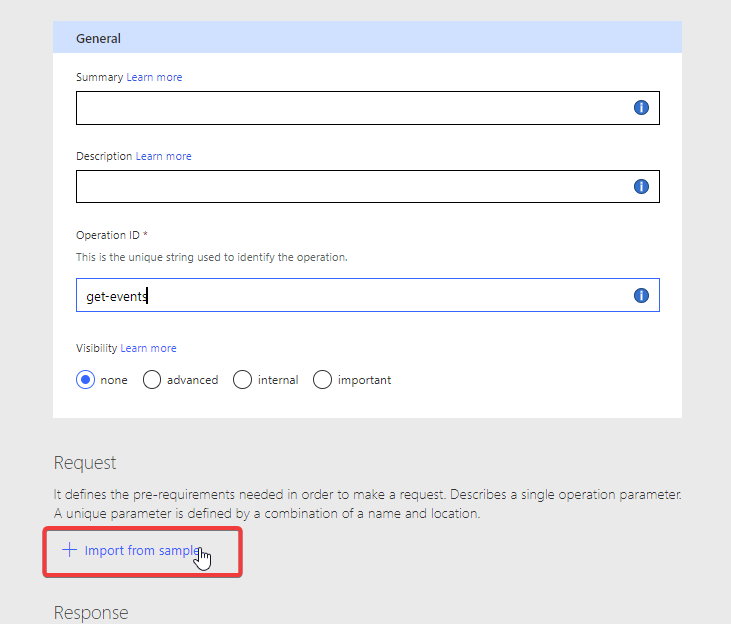 General
Summary Learn more
Description Learn more
Operation ID *
This is the unique string used to identify the operation.
get-events
Visibility Learn more
none advanced internal important
Request
It defines the pre-requirements needed in order to make a request. Describes a single operation parameter.
A unique parameter is defined by a combination of a name and location.
+ Import from sample
Response